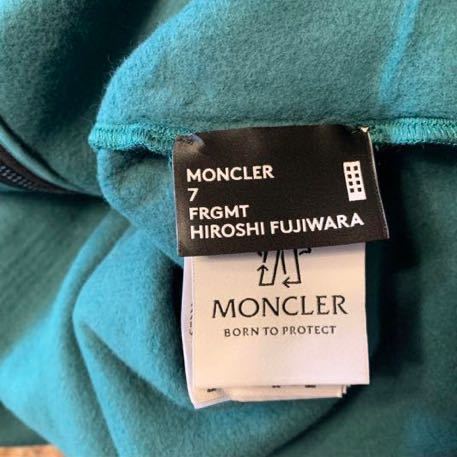 MONCLER
7
FRGMT
HIROSHI FUJIWARA
MONCLER
BORN TO PROTECT